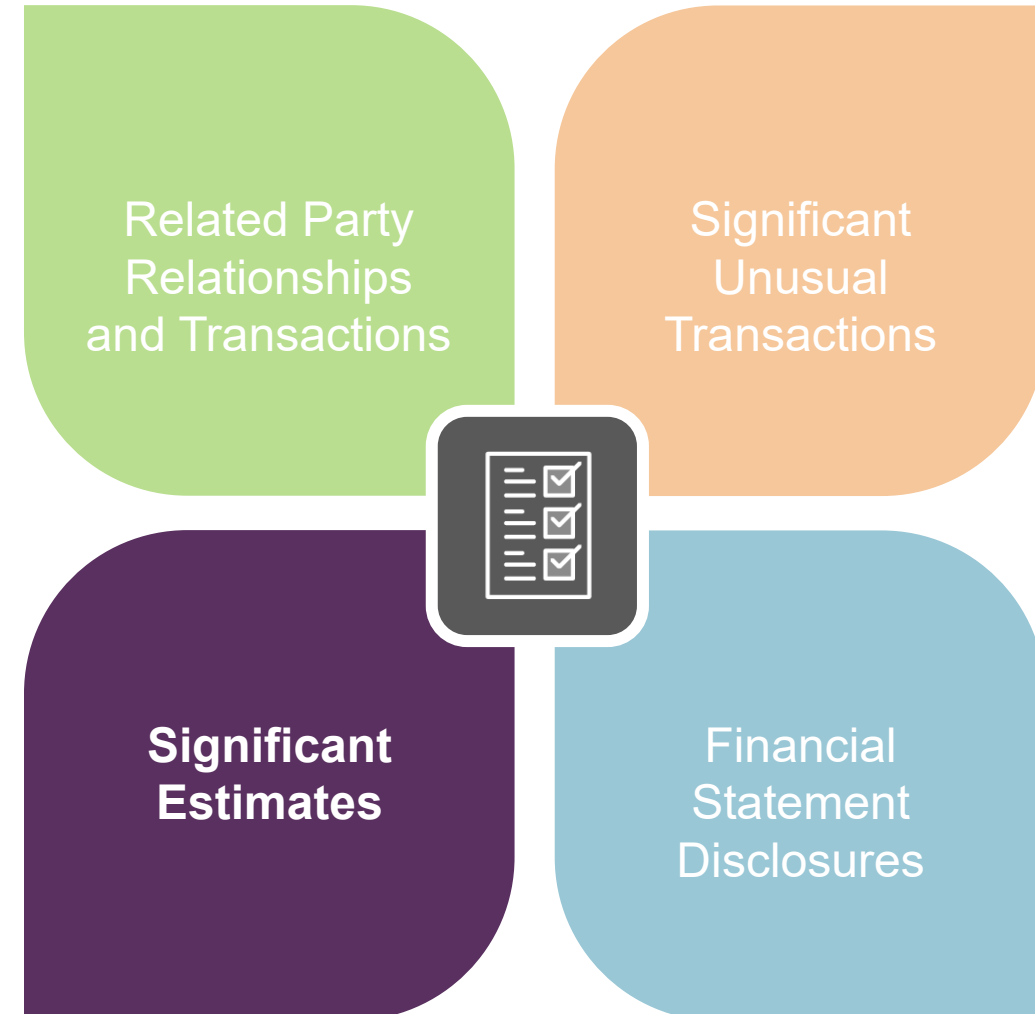 Related Party
Relationships
and Transactions
Significant
Unusual
Transactions
Significant
Estimates
Financial
Statement
Disclosures